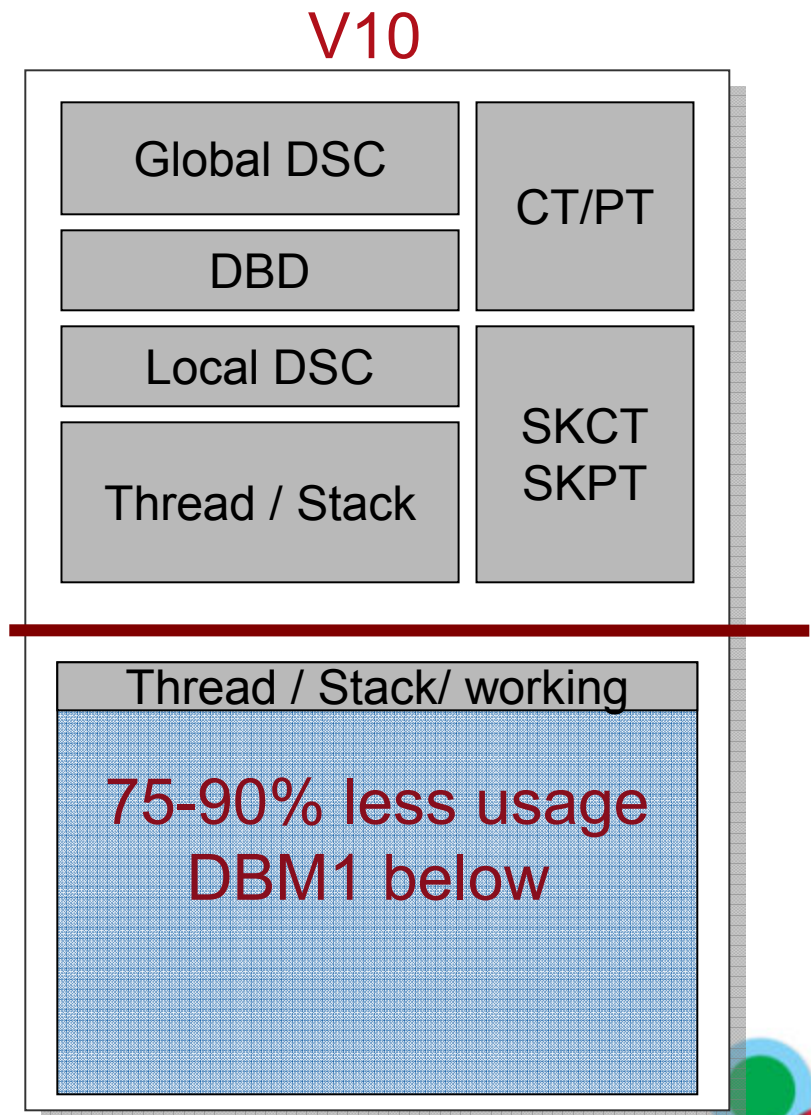 V10
Global DSC
CT/PT
DBD
Local DSC
SKCT
SKPT
Thread / Stack
Thread / Stack/ working
75-90% less usage
DBM1 below